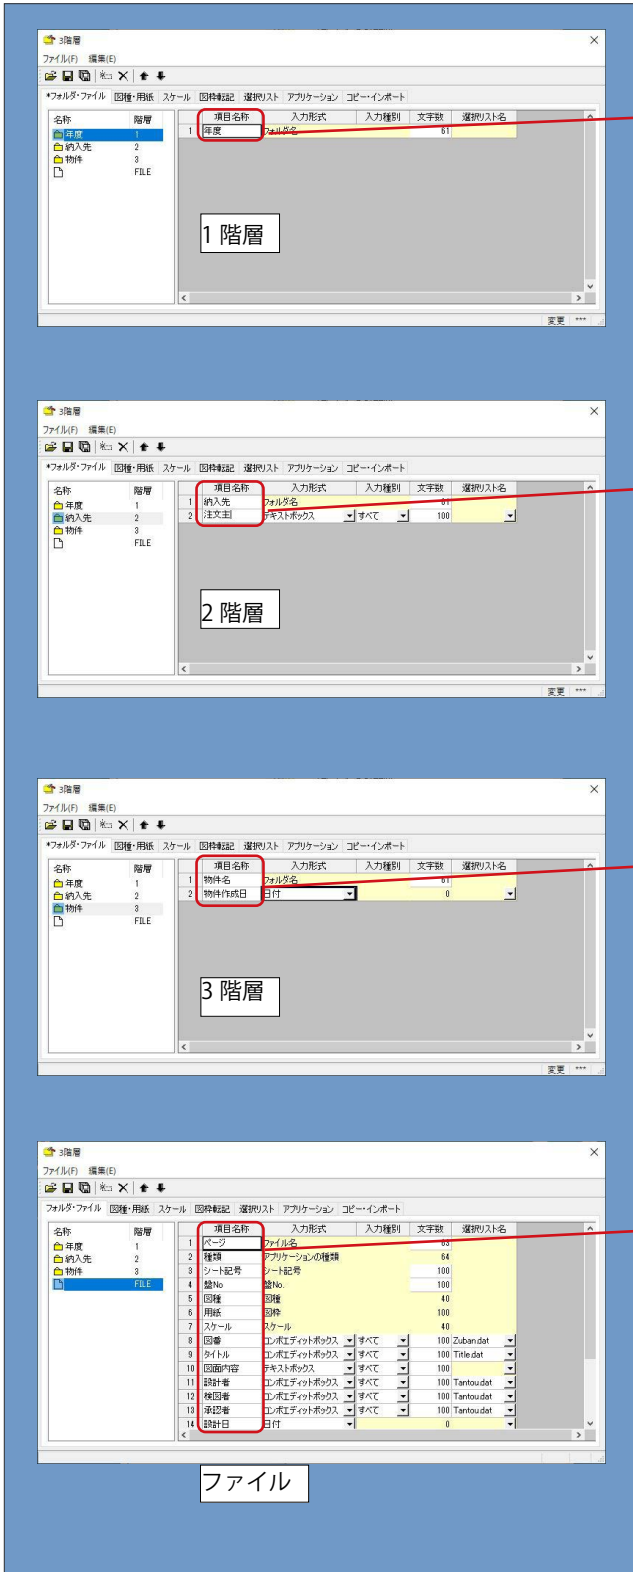 3階層
ファイル(F) 編集(E)
*フォルダ・ファイル 図種・用紙 スケール 図枠転記 選択リスト アプリケーション コピー・インポート
名称 階層 項目名称 入力形式 入力種別 文字数 選択リスト名
年度 1 1 年度 フォルダ名 61
納入先 2
物件 3
FILE
1 階層
変更 ***
3階層
ファイル(F) 編集(E)
*フォルダ・ファイル 図種・用紙 スケール 図枠転記 選択リスト アプリケーション コピー・インポート
名称 階層 項目名称 入力形式 入力種別 文字数 選択リスト名
年度 1 1 納入先 フォルダ名 61
納入先 2 2 注文主 テキストボックス すべて 100
物件 3
FILE
2 階層
変更 ***
3階層
ファイル(F) 編集(E)
*フォルダ・ファイル 図種・用紙 スケール 図枠転記 選択リスト アプリケーション コピー・インポート
名称 階層 項目名称 入力形式 入力種別 文字数 選択リスト名
年度 1 1 物件名 フォルダ名 61
納入先 2 2 物件作成日 日付 0
物件 3
FILE
3 階層
変更 ***
3階層
ファイル(F) 編集(E)
フォルダ・ファイル 図種・用紙 スケール 図枠転記 選択リスト アプリケーション コピー・インポート
名称 階層 項目名称 入力形式 入力種別 文字数 選択リスト名
年度 1 1 ページ ファイル名 63
納入先 2 2 種類 アプリケーションの種類 64
物件 3 3 シート記号 シート記号 100
FILE 4 盤No 盤No. 100
5 図種 図種 40
6 用紙 図枠 100
7 スケール スケール 40
8 図番 コンボエディットボックス すべて 100 Zuban.dat
9 タイトル コンボエディットボックス すべて 100 Title.dat
10 図面内容 テキストボックス すべて 100
11 設計者 コンボエディットボックス すべて 100 Tantou.dat
12 検図者 コンボエディットボックス すべて 100 Tantou.dat
13 承認者 コンボエディットボックス すべて 100 Tantou.dat
14 設計日 日付 0
ファイル